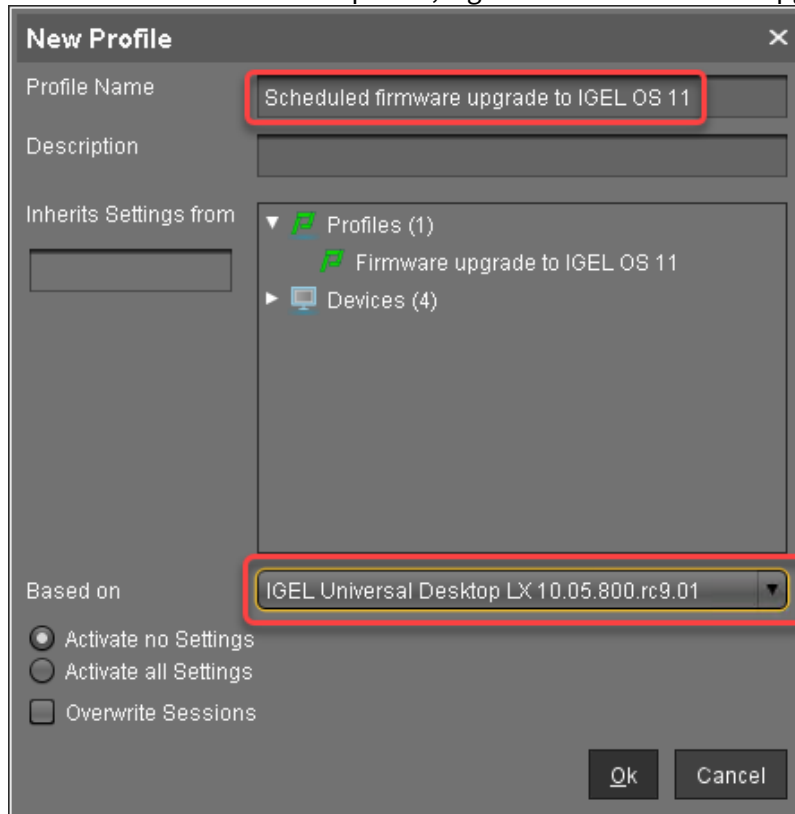 New Profile
Profile Name
Scheduled firmware upgrade to IGEL OS 11
Description
Inherits Settings from
Profiles (1)
Firmware upgrade to IGEL OS 11
Devices (4)
Based on
IGEL Universal Desktop LX 10.05.800.rc9.01
Activate no Settings
Activate all Settings
Overwrite Sessions
Ok
Cancel